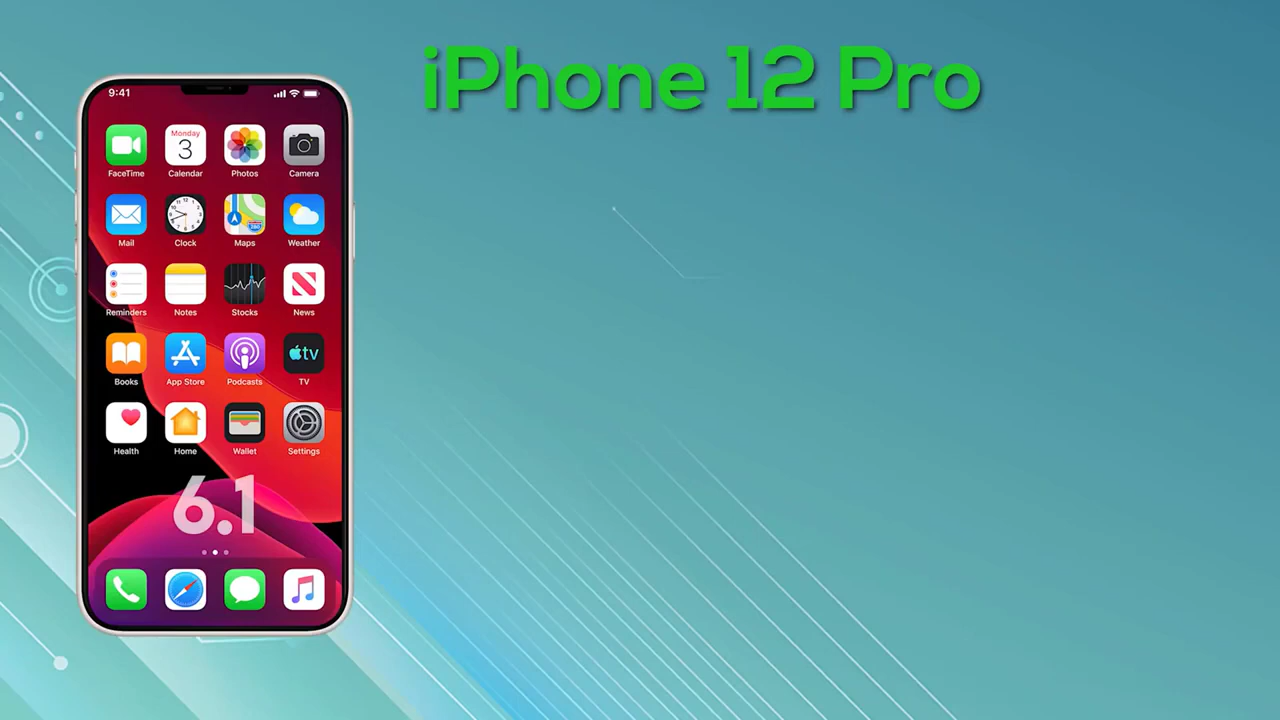 iPhone 12 Pro
9:41
Monday
3
FaceTime Calendar Photos Camera
Mail Clock Maps Weather
Reminders Notes Stocks News
tv
Books App Store Podcasts TV
Health Home Wallet Settings
6.1